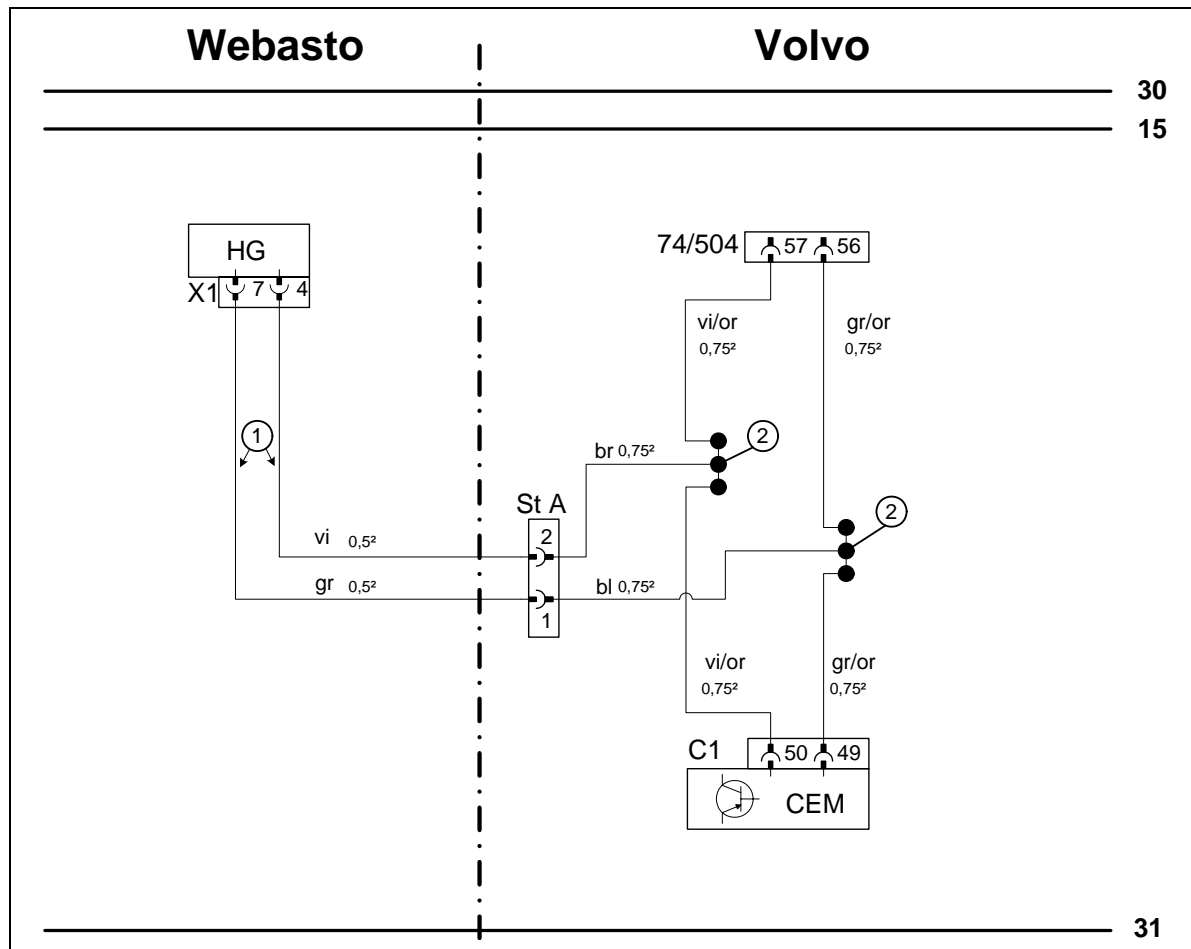 Webasto
Volvo
30
15
HG
X1 7 4
74/504 57 56
vi/or
0,75²
gr/or
0,75²
1
2
br 0,75²
St A
2
2
vi 0,5²
gr 0,5²
bl 0,75²
1
vi/or
0,75²
gr/or
0,75²
C1 50 49
CEM
31